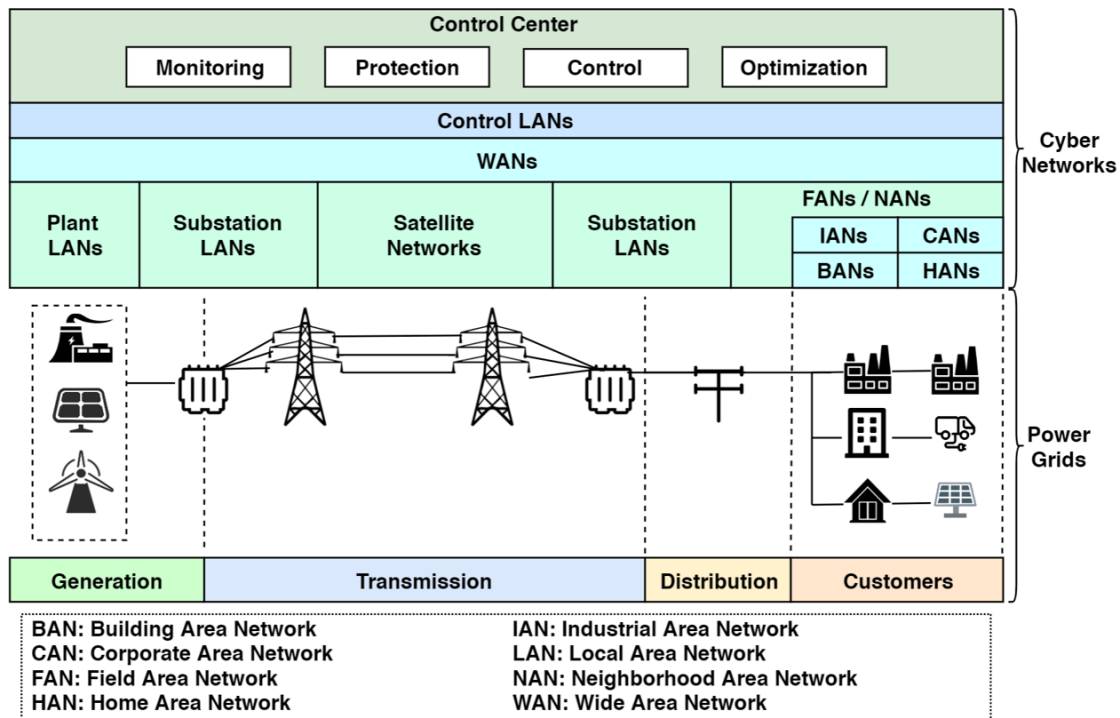 Control Center
Monitoring
Protection
Control
Optimization
Control LANs
WANs
Cyber
Networks
Plant
LANs
Substation
LANs
Satellite
Networks
Substation
LANs
FANs / NANs
IANs
CANs
BANs
HANs
Power
Grids
Generation
Transmission
Distribution
Customers
BAN: Building Area Network
CAN: Corporate Area Network
FAN: Field Area Network
HAN: Home Area Network
IAN: Industrial Area Network
LAN: Local Area Network
NAN: Neighborhood Area Network
WAN: Wide Area Network